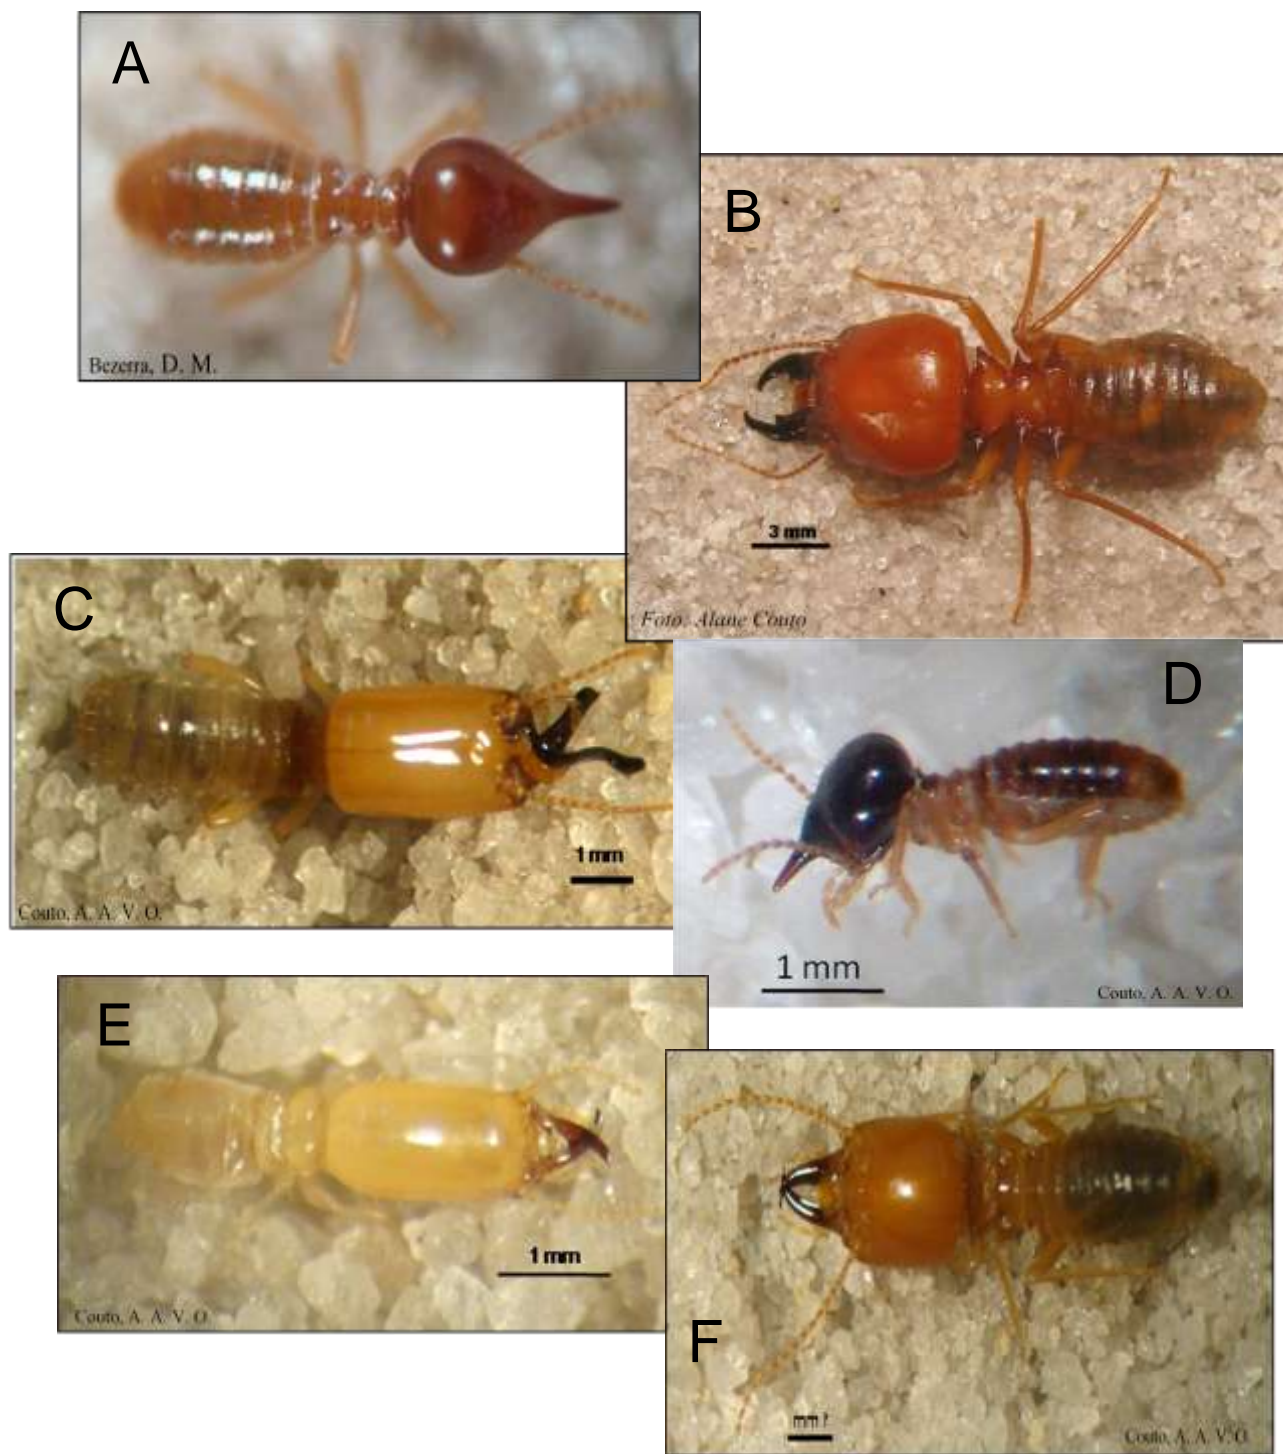 A
Bezerra, D. M.
B
3 mm
Foto: Alane Couto
C
1 mm
Couto, A. A. V. O.
D
1 mm
Couto, A. A. V. O.
E
1 mm
Couto, A. A. V. O.
F
Couto, A. A. V. O.